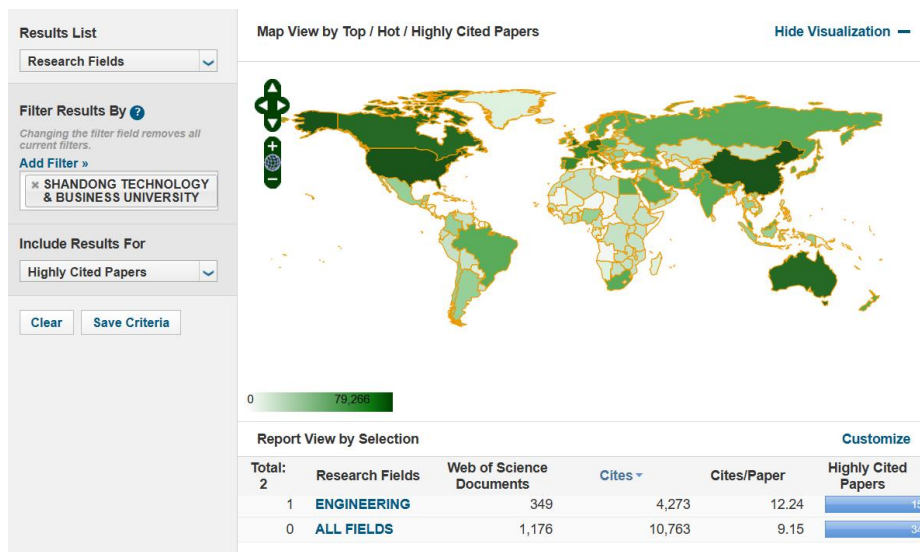 Results List
Research Fields
Filter Results By ?
Changing the filter field removes all
current filters.
Add Filter »
× SHANDONG TECHNOLOGY
& BUSINESS UNIVERSITY
Include Results For
Highly Cited Papers
Clear Save Criteria
Map View by Top / Hot / Highly Cited Papers
Hide Visualization
0 79,266
Report View by Selection
Customize
Total:
2
Research Fields
Web of Science
Documents
Cites
Cites/Paper
Highly Cited
Papers
1 ENGINEERING 349 4,273 12.24 15
0 ALL FIELDS 1,176 10,763 9.15 34